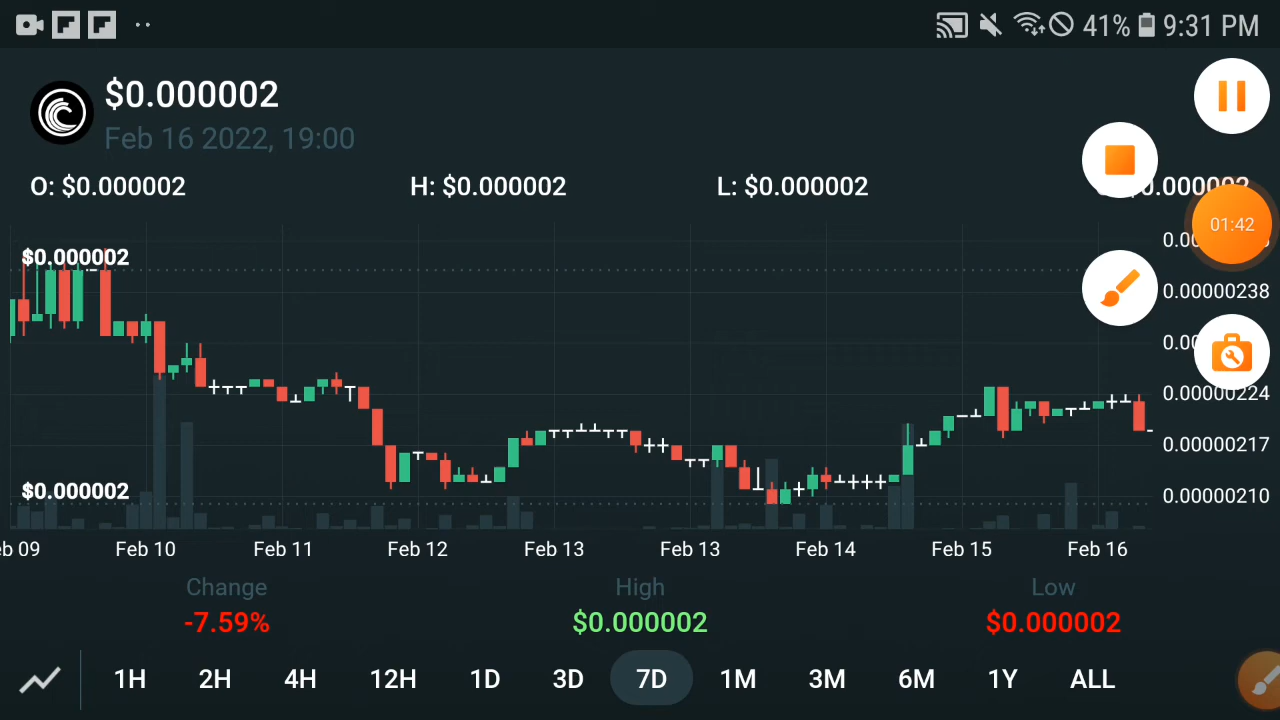 41% 9:31 PM
$0.000002
Feb 16 2022, 19:00
O: $0.000002 H: $0.000002 L: $0.000002
01:42
$0.000002
0.00000238
0.00000224
0.00000217
$0.000002
0.00000210
Feb 10 Feb 11 Feb 12 Feb 13 Feb 13 Feb 14 Feb 15 Feb 16
Change High Low
-7.59% $0.000002 $0.000002
1H 2H 4H 12H 1D 3D 7D 1M 3M 6M 1Y ALL